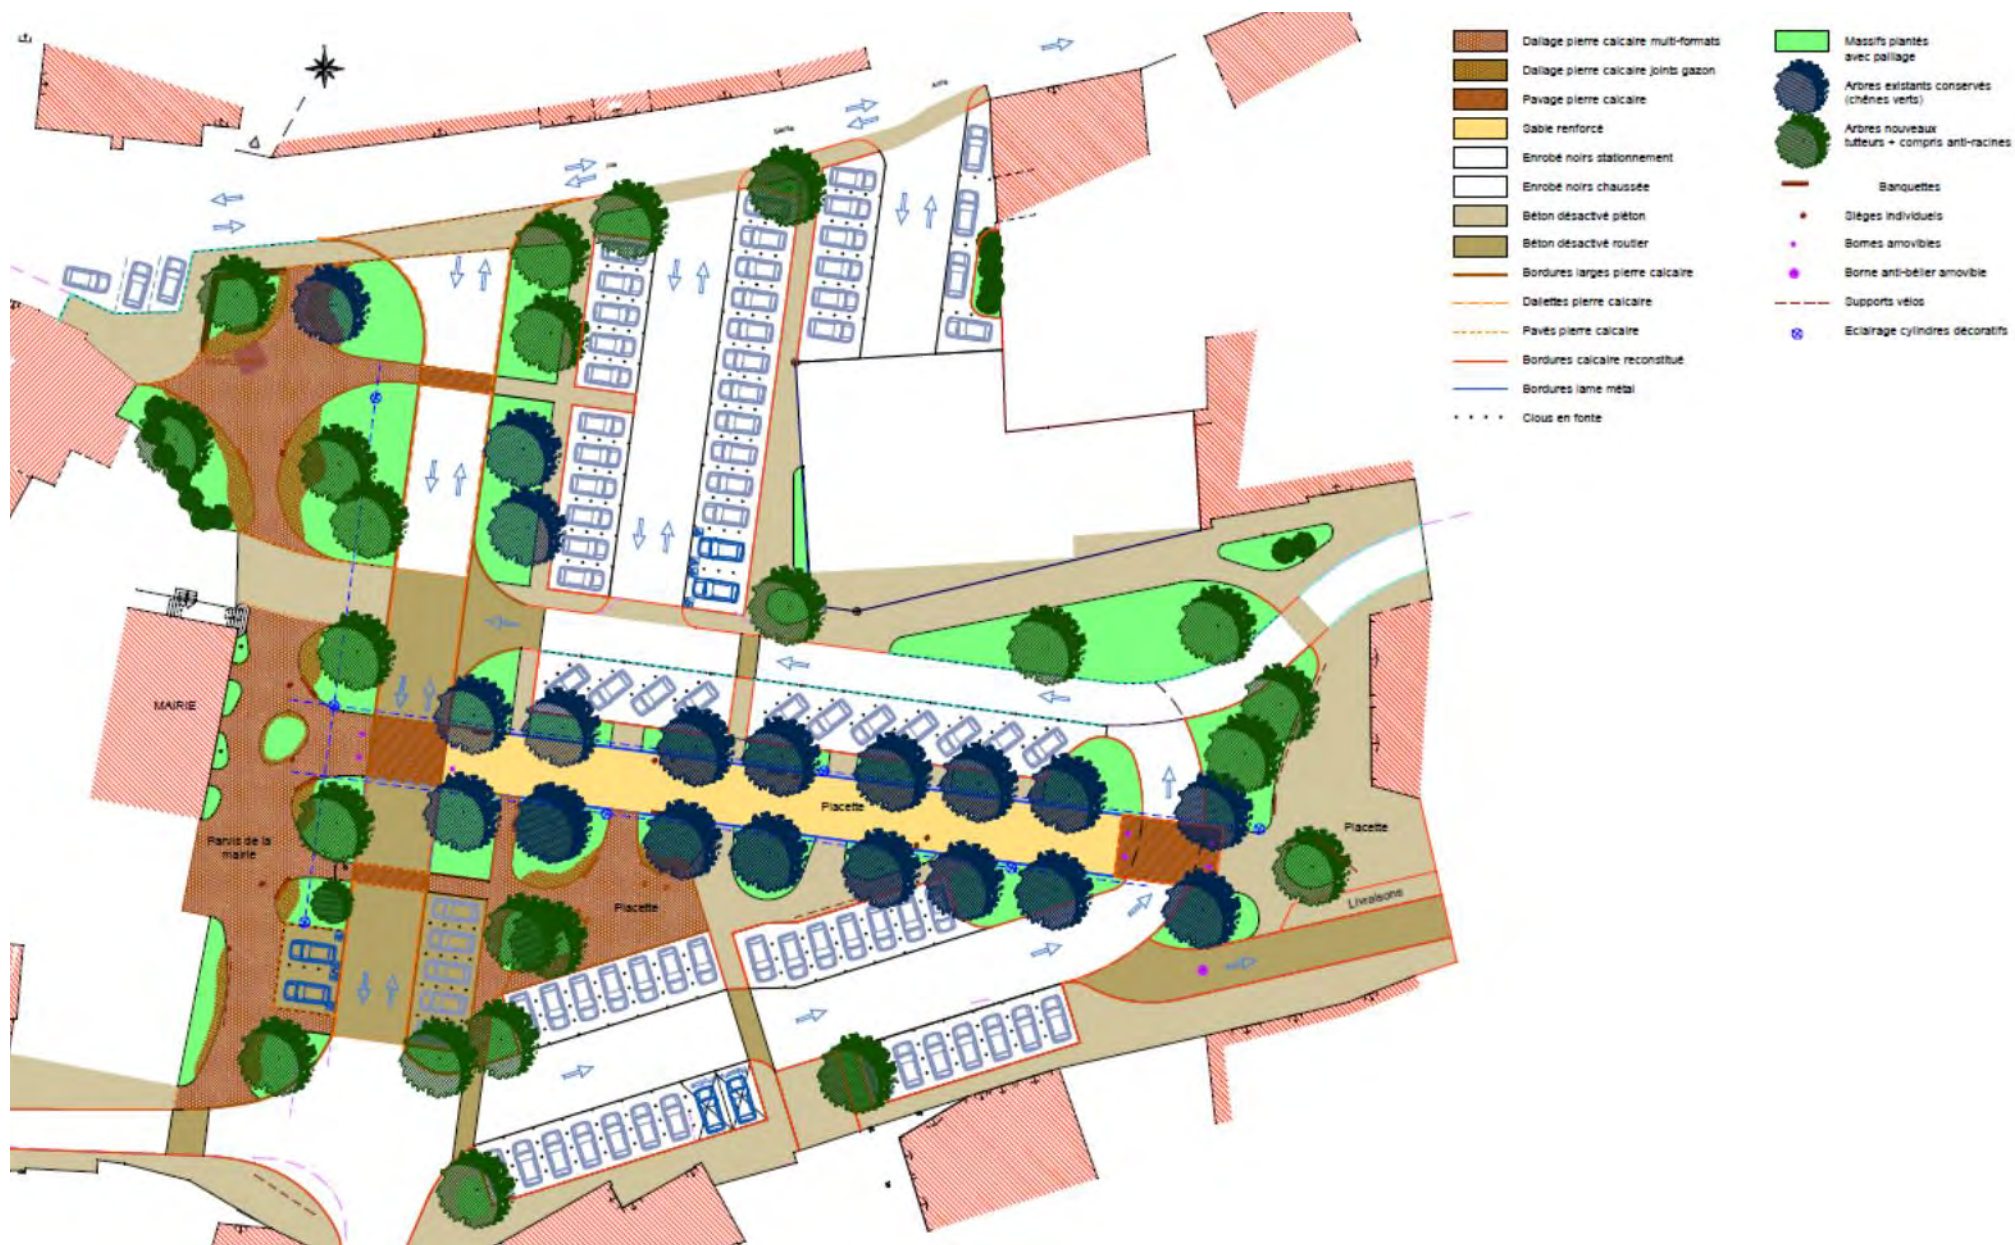 Dallage pierre calcaire multi-formats
Dallage pierre calcaire joints gazon
Pavage pierre calcaire
Sable renforcé
Enrobé noirs stationnement
Enrobé noirs chaussée
Béton désactivé piéton
Béton désactivé routier
Bordures larges pierre calcaire
Dallettes pierre calcaire
Pavés pierre calcaire
Bordures calcaire reconstitué
Bordures lame métal
Clous en fonte
Massifs plantés
avec paillage
Arbres existants conservés
(chênes verts)
Arbres nouveaux
tuteurs + compris anti-racines
Banquettes
Sièges individuels
Bornes amovibles
Borne anti-bélier amovible
Supports vélos
Eclairage cylindres décoratifs
MAIRIE
Parvis de la
mairie
Placette
Placette
Placette
Livraisons